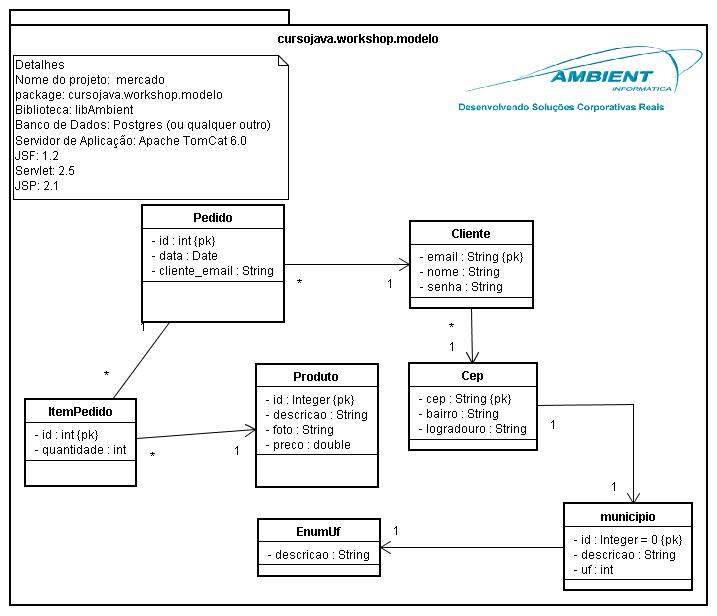 cursojava.workshop.modelo
Detalhes
Nome do projeto: mercado
package: cursojava.workshop.modelo
Biblioteca: libAmbient
Banco de Dados: Postgres (ou qualquer outro)
Servidor de Aplicação: Apache TomCat 6.0
JSF: 1.2
Servlet: 2.5
JSP: 2.1
AMBIENT
INFORMÁTICA
Desenvolvendo Soluções Corporativas Reais
Pedido
- id : int {pk}
- data : Date
- cliente_email : String
* 1
Cliente
- email : String {pk}
- nome : String
- senha : String
1
*
*
1
ItemPedido
- id : int {pk}
- quantidade : int
* 1
Produto
- id : Integer {pk}
- descricao : String
- foto : String
- preco : double
Cep
- cep : String {pk}
- bairro : String
- logradouro : String
1
1
EnumUf
- descricao : String
1
municipio
- id : Integer = 0 {pk}
- descricao : String
- uf : int